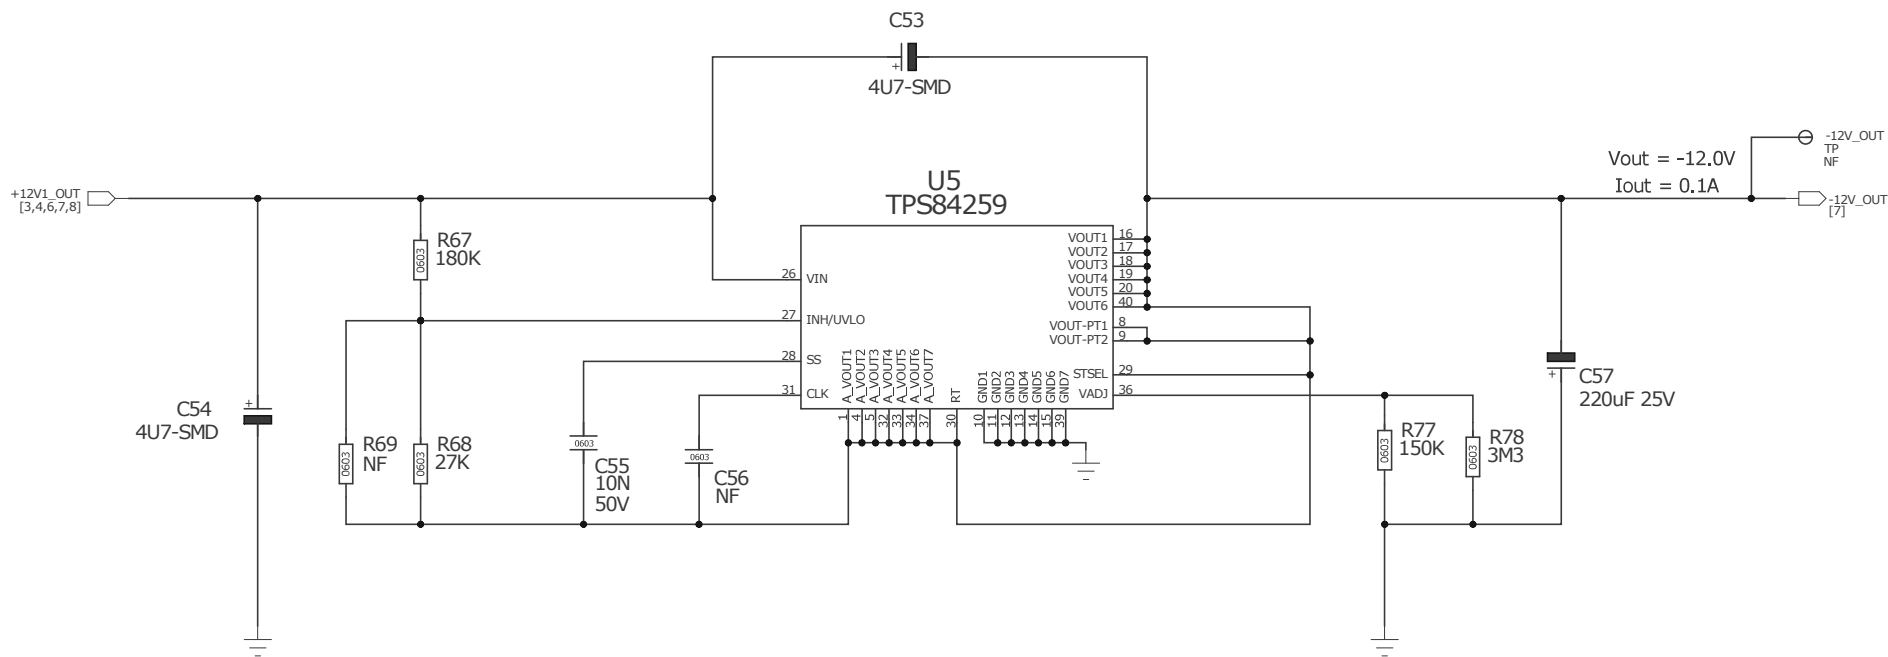 C53
+
4U7-SMD
-12V_OUT
TP
NF
Vout = -12.0V
Iout = 0.1A
+12V1_OUT
[3,4,6,7,8]
-12V_OUT
[7]
U5
TPS84259
R67
180K
0603
26 VIN
27 INH/UVLO
28 SS
31 CLK
VOUT1 16
VOUT2 17
VOUT3 18
VOUT4 19
VOUT5 20
VOUT6 40
VOUT-PT1 8
VOUT-PT2 9
STSEL 29
VADJ 36
A_VOUT1 1
A_VOUT2 4
A_VOUT3 5
A_VOUT4 32
A_VOUT5 33
A_VOUT6 34
A_VOUT7 37
RT 30
GND1 10
GND2 11
GND3 12
GND4 13
GND5 14
GND6 15
GND7 39
C54
+
4U7-SMD
R69
NF
0603
R68
27K
0603
0603
C55
10N
50V
0603
C56
NF
R77
150K
0603
R78
3M3
0603
+
C57
220uF 25V